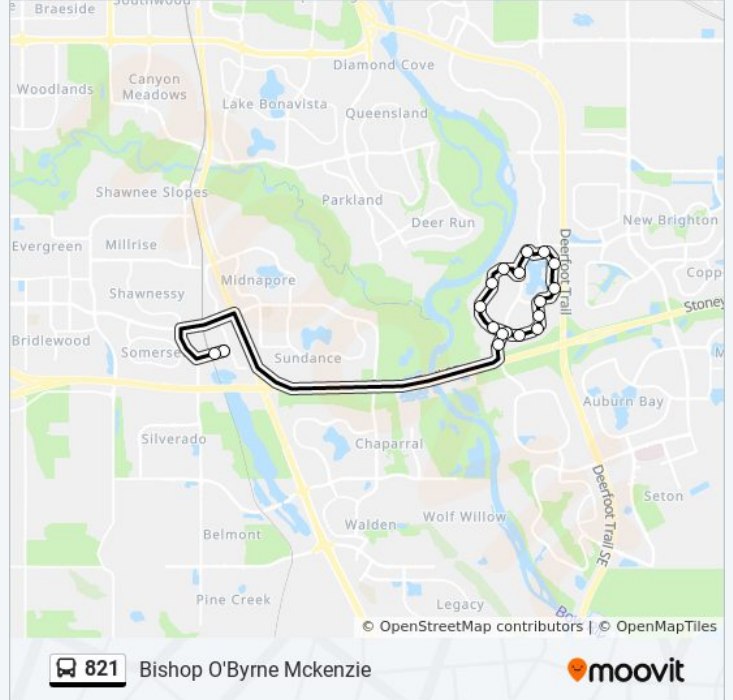 Braeside
Southwood
Diamond Cove
Canyon
Meadows
Woodlands
Lake Bonavista
Queensland
Shawnee Slopes
Parkland
Deer Run
New Brighton
Evergreen
Millrise
Deerfoot Trail
Midnapore
Copp
Shawnessy
Stoney
Bridlewood
Somerse
Sundance
M
Auburn Bay
Silverado
Chaparral
Deerfoot Trail SE
Seton
Walden
Wolf Willow
Belmont
Pine Creek
Legacy
© OpenStreetMap contributors | © OpenMapTiles
821 Bishop O'Byrne Mckenzie
moovit